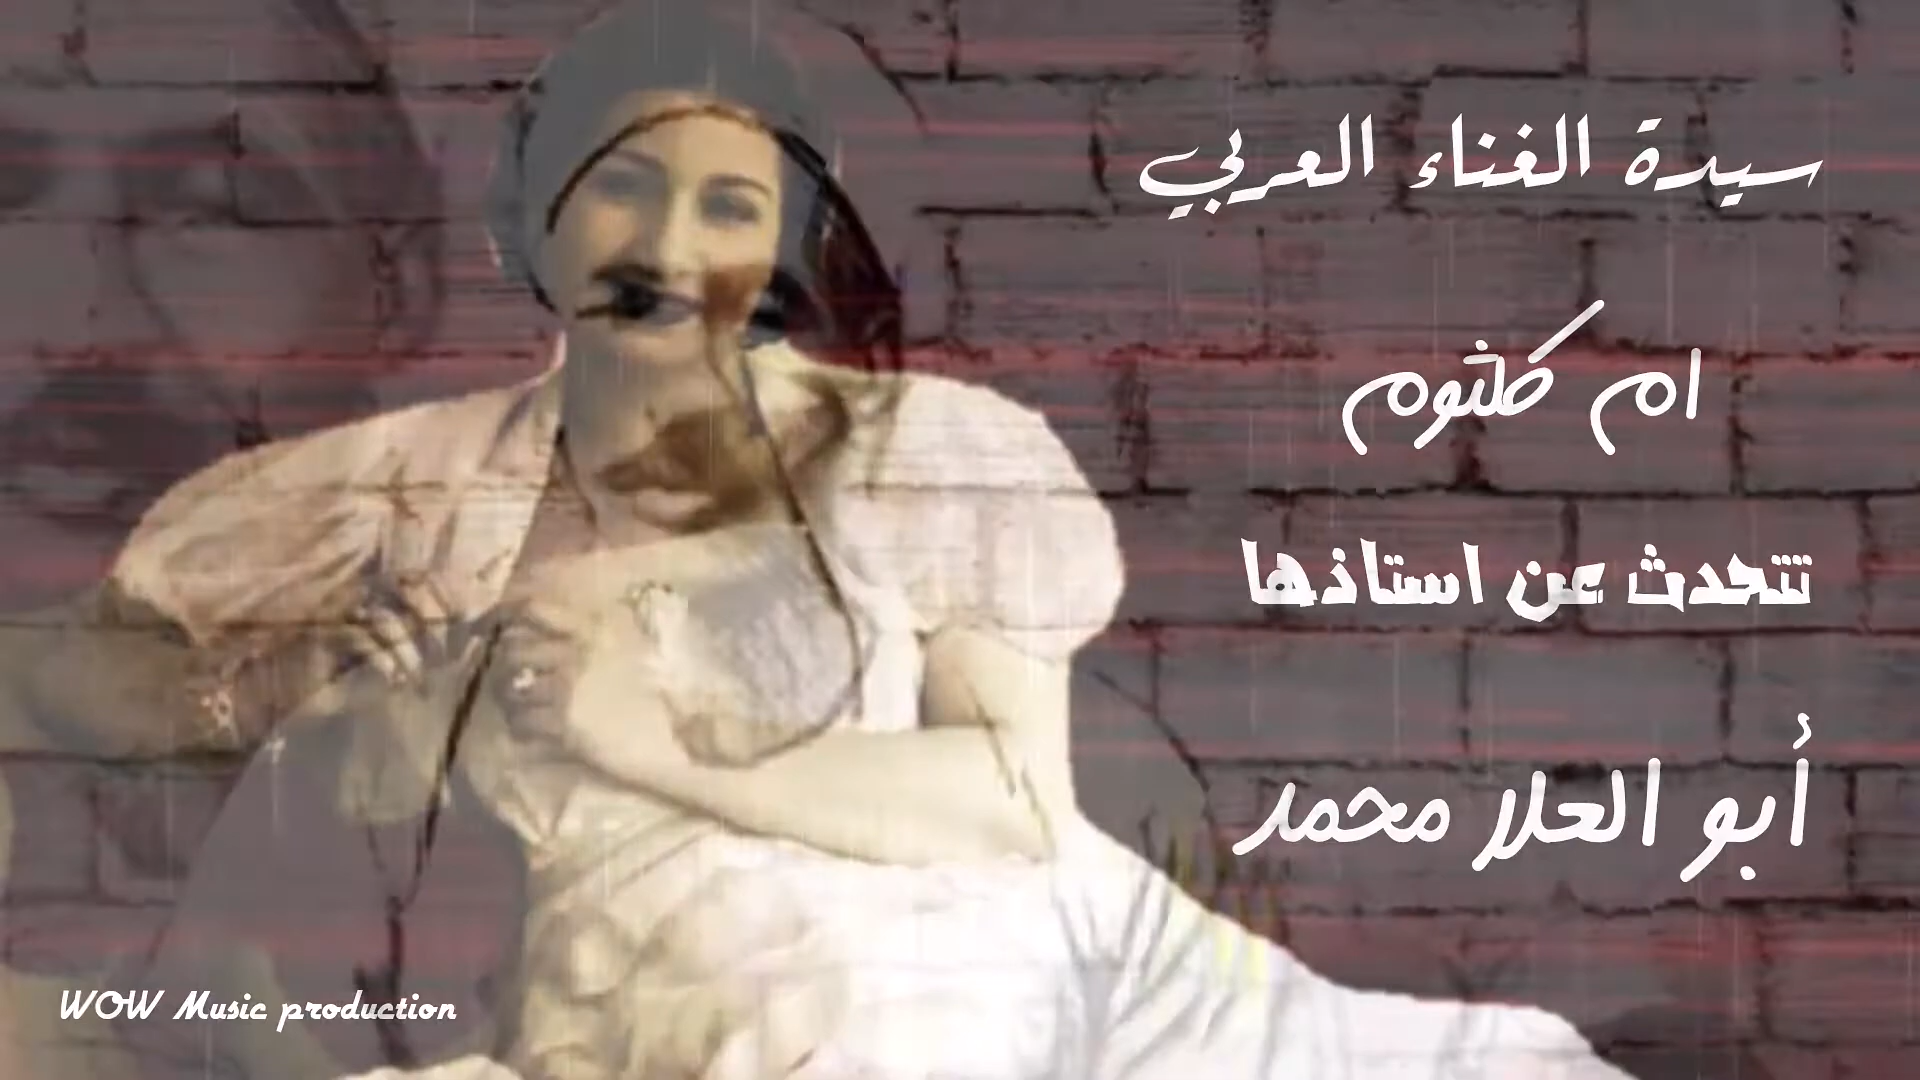 سيدة الغناء العربي
ام كلثوم
تتحدث عن استاذها
أبو العلا محمد
WOW Music production